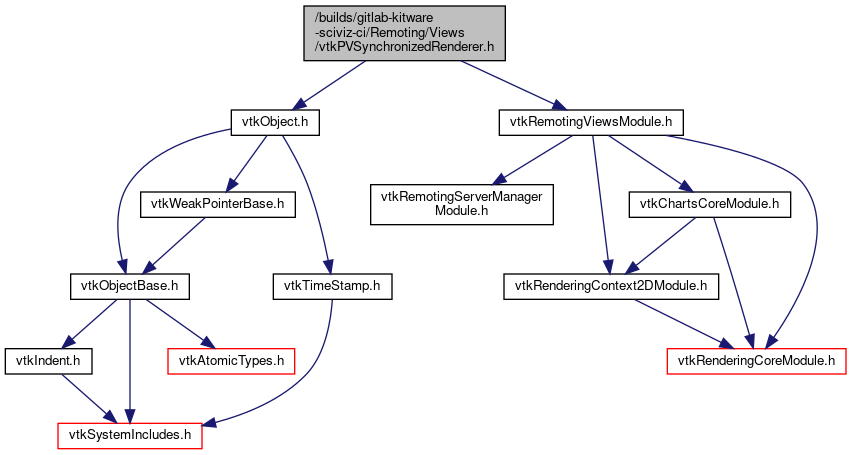 /builds/gitlab-kitware
-sciviz-ci/Remoting/Views
/vtkPVSynchronizedRenderer.h
vtkObject.h
vtkRemotingViewsModule.h
vtkWeakPointerBase.h
vtkRemotingServerManager
Module.h
vtkChartsCoreModule.h
vtkObjectBase.h
vtkTimeStamp.h
vtkRenderingContext2DModule.h
vtkIndent.h
vtkAtomicTypes.h
vtkRenderingCoreModule.h
vtkSystemIncludes.h